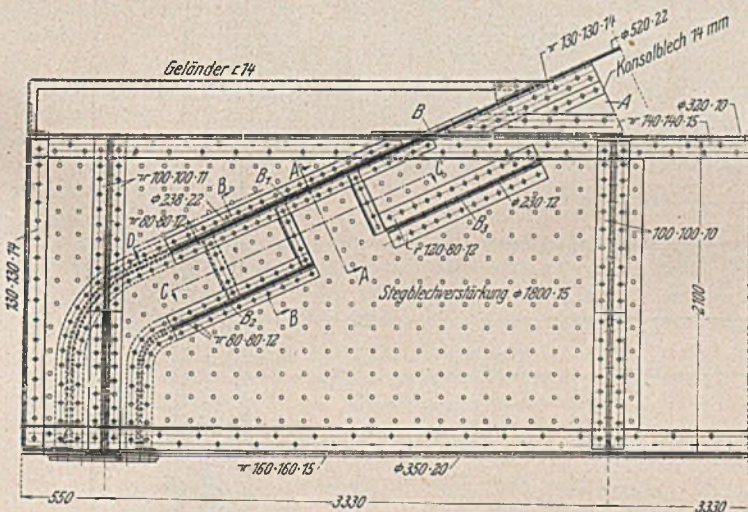 ⌯ 130·130·14
⌽ 520·22
Konsolblech 14 mm
Geländer ⊏ 14
A
B
⌯ 140·140·15
⌽ 320·10
⌯ 100·100·11
B₁
A
B
C
⌽ 238·22
⌯ 80·80·12
D
⌽ 230·12
B₃
120·80·12
100·100·10
130·130·14
A
C
B
Stegblechverstärkung ⌽ 1800·15
2100
B₂
⌯ 80·80·12
⌯ 160·160·15
⌽ 350·20
550
3330
3330